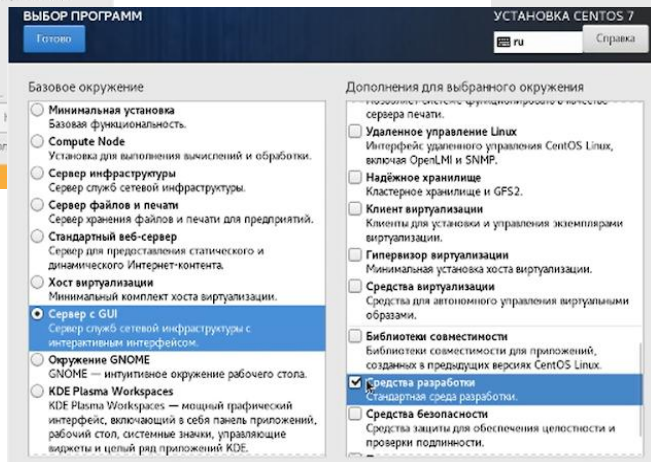 ВЫБОР ПРОГРАММ
УСТАНОВКА CENTOS 7
Готово
ru
Справка
Базовое окружение
Минимальная установка
Базовая функциональность.
Compute Node
Установка для выполнения вычислений и обработки.
Сервер инфраструктуры
Сервер служб сетевой инфраструктуры.
Сервер файлов и печати
Сервер хранения файлов и печати для предприятий.
Стандартный веб-сервер
Сервер для предоставления статического и
динамического Интернет-контента.
Хост виртуализации
Минимальный комплект хоста виртуализации.
Сервер с GUI
Сервер служб сетевой инфраструктуры с
интерактивным интерфейсом.
Окружение GNOME
GNOME — интуитивное окружение рабочего стола.
KDE Plasma Workspaces
KDE Plasma Workspaces — мощный графический
интерфейс, включающий в себя панель приложений,
рабочий стол, системные значки, управляющие
виджеты и целый ряд приложений KDE.
Дополнения для выбранного окружения
Позволяет системе функционировать в качестве
сервера печати.
Удаленное управление Linux
Интерфейс удаленного управления CentOS Linux,
включая OpenLMI и SNMP.
Надёжное хранилище
Кластерное хранилище и GFS2.
Клиент виртуализации
Клиенты для установки и управления экземплярами
виртуализации.
Гипервизор виртуализации
Минимальная установка хоста виртуализации.
Средства виртуализации
Средства для автономного управления виртуальными
образами.
Библиотеки совместимости
Библиотеки совместимости для приложений,
созданных в предыдущих версиях CentOS Linux.
Средства разработки
Стандартная среда разработки.
Средства безопасности
Средства защиты для обеспечения целостности и
проверки подлинности.